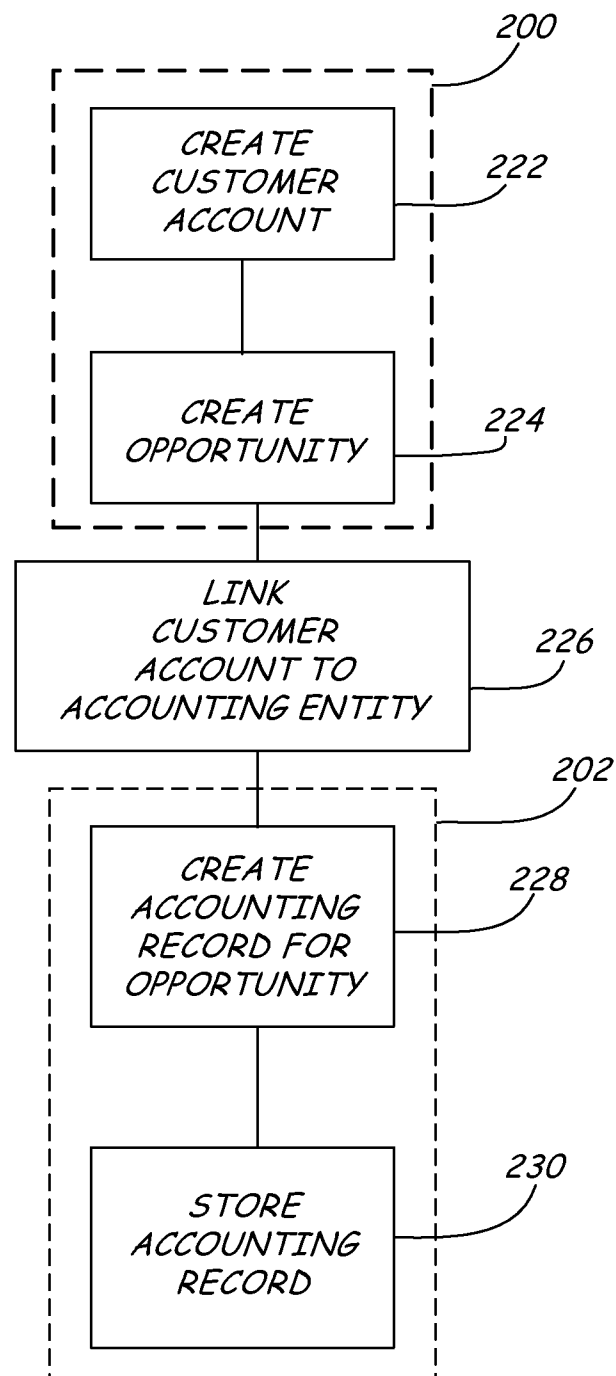 200
CREATE
CUSTOMER
ACCOUNT
222
CREATE
OPPORTUNITY
224
LINK
CUSTOMER
ACCOUNT TO
ACCOUNTING ENTITY
226
202
CREATE
ACCOUNTING
RECORD FOR
OPPORTUNITY
228
STORE
ACCOUNTING
RECORD
230